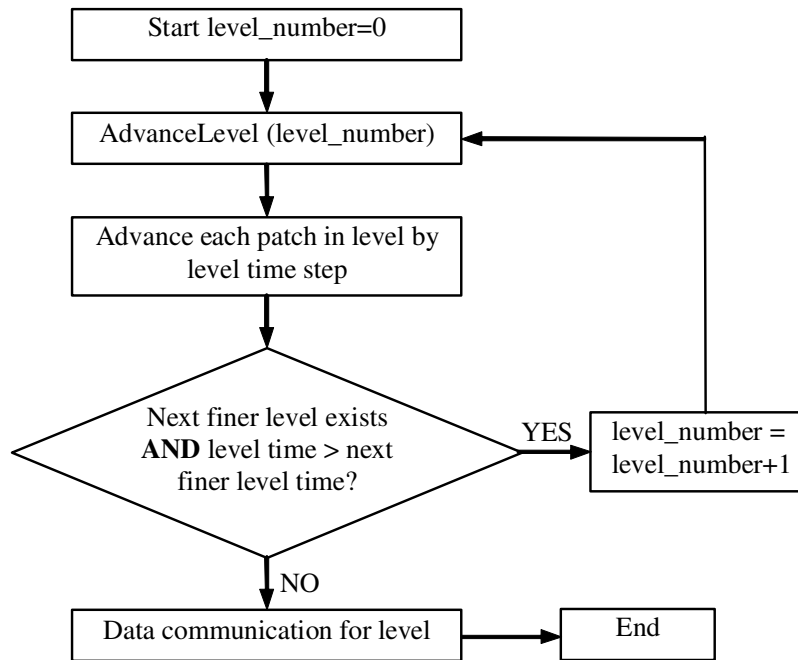 Start level_number=0
AdvanceLevel (level_number)
Advance each patch in level by
level time step
Next finer level exists
AND level time > next
finer level time?
YES
level_number =
level_number+1
NO
Data communication for level
End